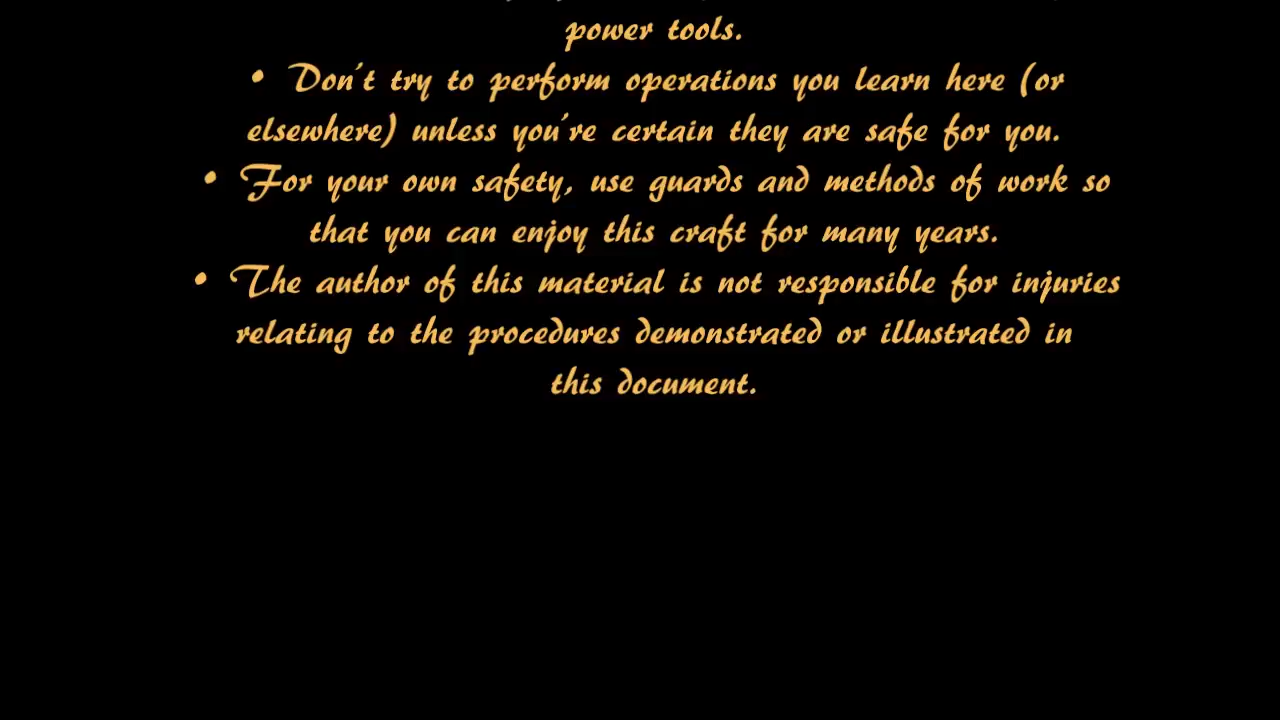 power tools.
• Don't try to perform operations you learn here (or
elsewhere) unless you're certain they are safe for you.
• For your own safety, use guards and methods of work so
that you can enjoy this craft for many years.
• The author of this material is not responsible for injuries
relating to the procedures demonstrated or illustrated in
this document.